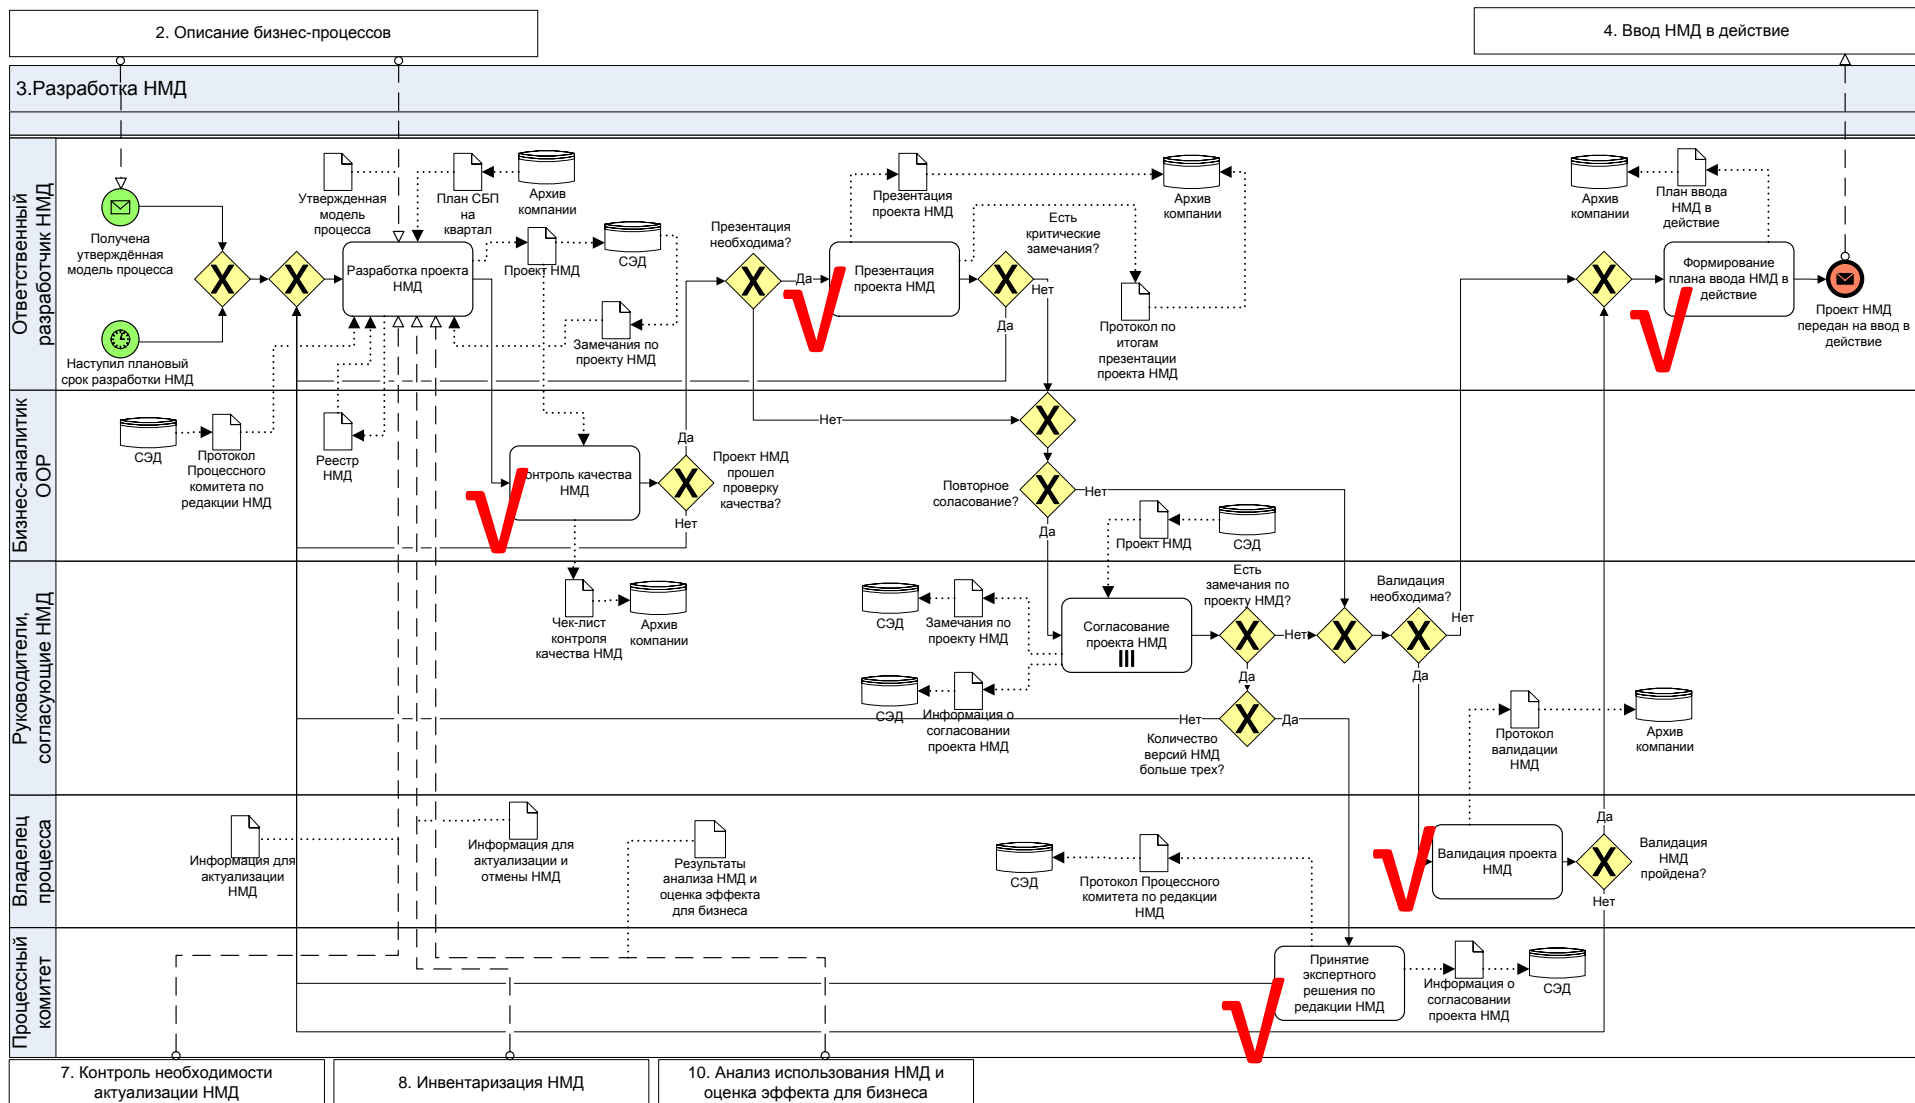 2. Описание бизнес-процессов
4. Ввод НМД в действие
3.Разработка НМД
Ответственный
разработчик НМД
Получена
утверждённая
модель процесса
Наступил плановый
срок разработки НМД
Утвержденная
модель
процесса
План СБП
на
квартал
Архив
компании
Разработка проекта
НМД
Проект НМД
СЭД
Замечания по
проекту НМД
Презентация
необходима?
Да
Нет
Презентация
проекта НМД
Презентация
проекта НМД
Архив
компании
Есть
критические
замечания?
Нет
Да
Протокол по
итогам
презентации
проекта НМД
Архив
компании
План ввода
НМД в
действие
Формирование
плана ввода НМД в
действие
Проект НМД
передан на ввод в
действие
Бизнес-аналитик
ООР
СЭД
Протокол
Процессного
комитета по
редакции НМД
Реестр
НМД
онтроль качества
НМД
Да
Проект НМД
прошел
проверку
качества?
Нет
Повторное
соласование?
Нет
Да
Проект НМД
СЭД
Руководители,
согласующие НМД
Чек-лист
контроля
качества НМД
Архив
компании
СЭД
Замечания по
проекту НМД
СЭД
Информация о
согласовании
проекта НМД
Согласование
проекта НМД
Есть
замечания по
проекту НМД?
Нет
Да
Валидация
необходима?
Нет
Да
Нет
Да
Количество
версий НМД
больше трех?
Протокол
валидации
НМД
Архив
компании
Владелец
процесса
Информация для
актуализации
НМД
Информация для
актуализации и
отмены НМД
Результаты
анализа НМД и
оценка эффекта
для бизнеса
СЭД
Протокол Процессного
комитета по редакции
НМД
Валидация проекта
НМД
Да
Валидация
НМД
пройдена?
Нет
Процессный
комитет
Принятие
экспертного
решения по
редакции НМД
Информация о
согласовании
проекта НМД
СЭД
7. Контроль необходимости
актуализации НМД
8. Инвентаризация НМД
10. Анализ использования НМД и
оценка эффекта для бизнеса